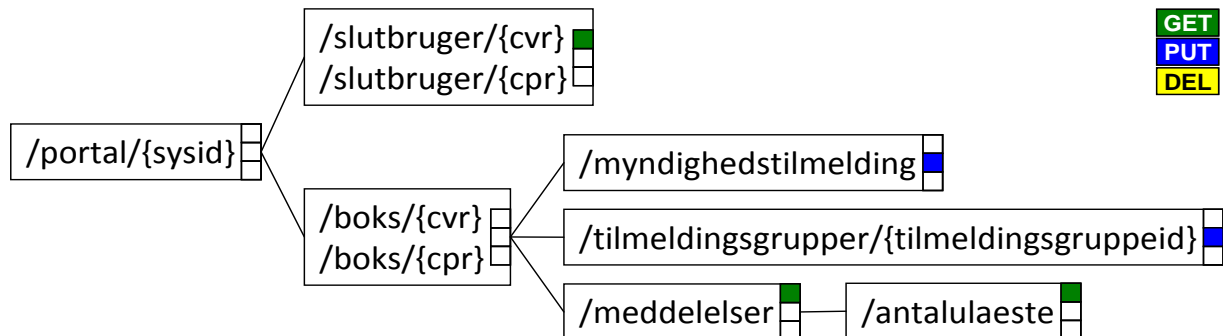 /slutbruger/{cvr}
/slutbruger/{cpr}
GET
PUT
DEL
/portal/{sysid}
/myndighedstilmelding
/boks/{cvr}
/boks/{cpr}
/tilmeldingsgrupper/{tilmeldingsgruppeid}
/meddelelser
/antalulaeste